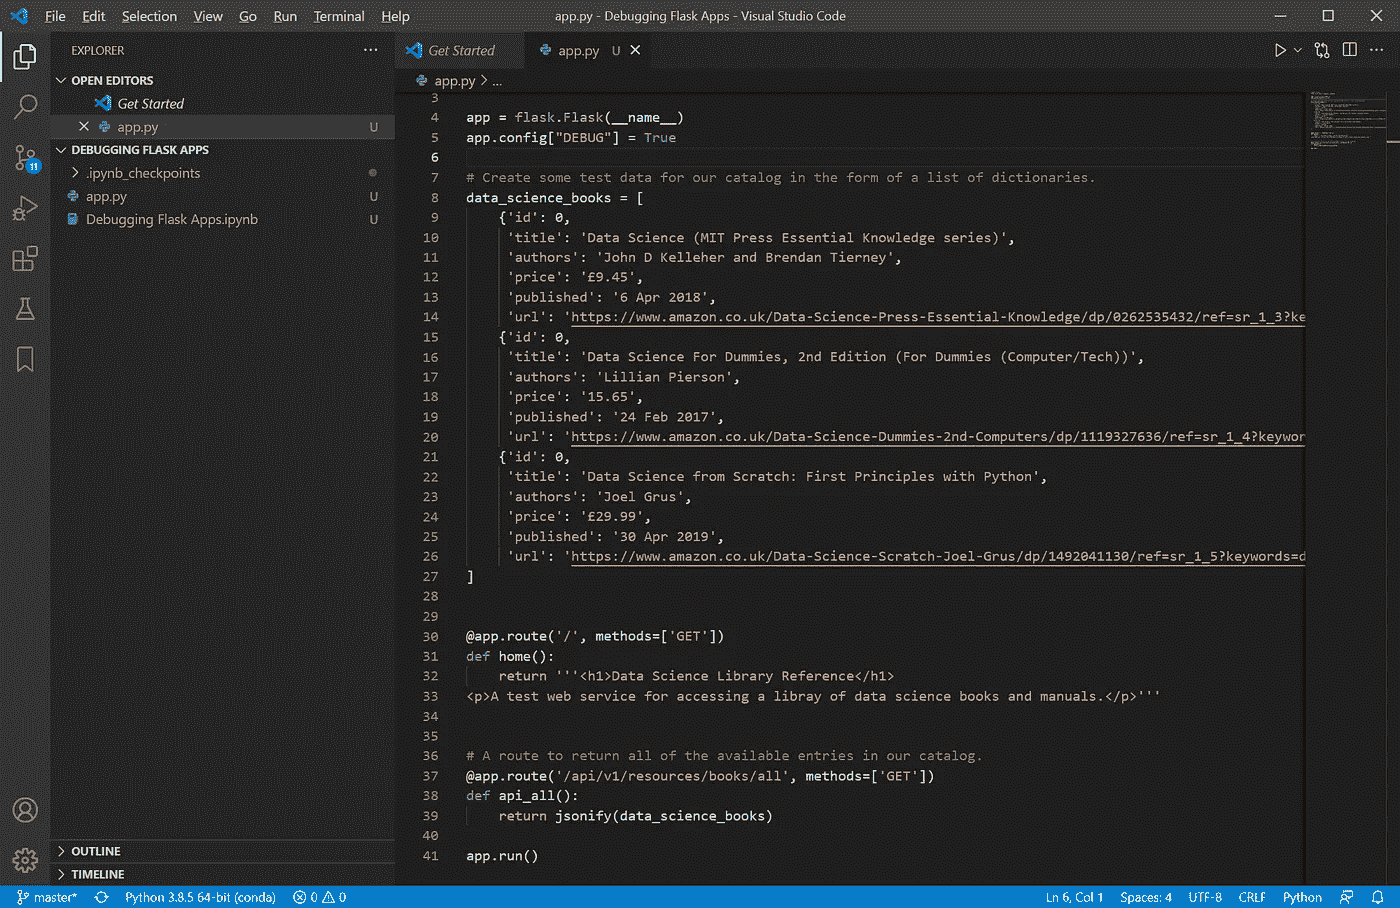 File Edit Selection View Go Run Terminal Help
app.py - Debugging Flask Apps - Visual Studio Code
EXPLORER
OPEN EDITORS
Get Started
app.py U
DEBUGGING FLASK APPS
.ipynb_checkpoints
app.py U
Debugging Flask Apps.ipynb U
11
OUTLINE
TIMELINE
Get Started
app.py U
app.py > ...
3
4 app = flask.Flask(__name__)
5 app.config["DEBUG"] = True
6
7 # Create some test data for our catalog in the form of a list of dictionaries.
8 data_science_books = [
9 {'id': 0,
10 'title': 'Data Science (MIT Press Essential Knowledge series)',
11 'authors': 'John D Kelleher and Brendan Tierney',
12 'price': '£9.45',
13 'published': '6 Apr 2018',
14 'url': 'https://www.amazon.co.uk/Data-Science-Press-Essential-Knowledge/dp/0262535432/ref=sr_1_3?ke
15 {'id': 0,
16 'title': 'Data Science For Dummies, 2nd Edition (For Dummies (Computer/Tech))',
17 'authors': 'Lillian Pierson',
18 'price': '15.65',
19 'published': '24 Feb 2017',
20 'url': 'https://www.amazon.co.uk/Data-Science-Dummies-2nd-Computers/dp/1119327636/ref=sr_1_4?keywor
21 {'id': 0,
22 'title': 'Data Science from Scratch: First Principles with Python',
23 'authors': 'Joel Grus',
24 'price': '£29.99',
25 'published': '30 Apr 2019',
26 'url': 'https://www.amazon.co.uk/Data-Science-Scratch-Joel-Grus/dp/1492041130/ref=sr_1_5?keywords=d
27 ]
28
29
30 @app.route('/', methods=['GET'])
31 def home():
32 return '''<h1>Data Science Library Reference</h1>
33 <p>A test web service for accessing a libray of data science books and manuals.</p>'''
34
35
36 # A route to return all of the available entries in our catalog.
37 @app.route('/api/v1/resources/books/all', methods=['GET'])
38 def api_all():
39 return jsonify(data_science_books)
40
41 app.run()
master* Python 3.8.5 64-bit (conda) 0 0 Ln 6, Col 1 Spaces: 4 UTF-8 CRLF Python